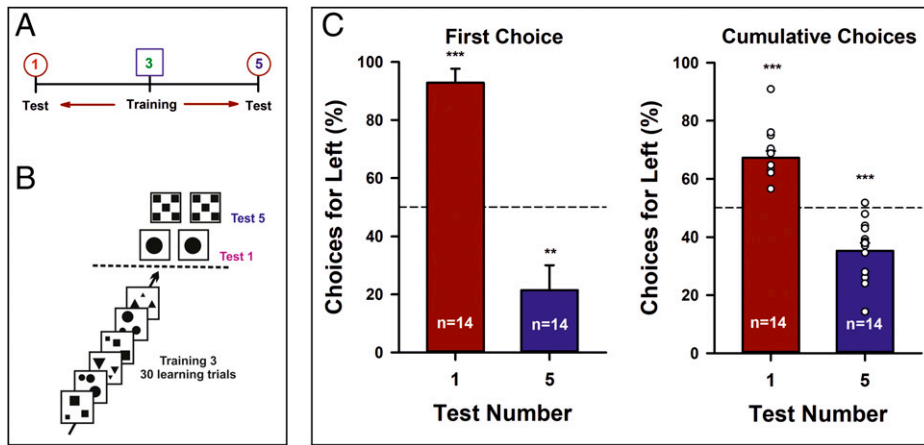 A
1
3
5
Test
Training
Test
B
Test 5
Test 1
Training 3
30 learning trials
C
First Choice
Choices for Left (%)
100
80
60
40
20
0
***
**
n=14
n=14
1
5
Test Number
Cumulative Choices
Choices for Left (%)
100
80
60
40
20
0
***
***
n=14
n=14
1
5
Test Number